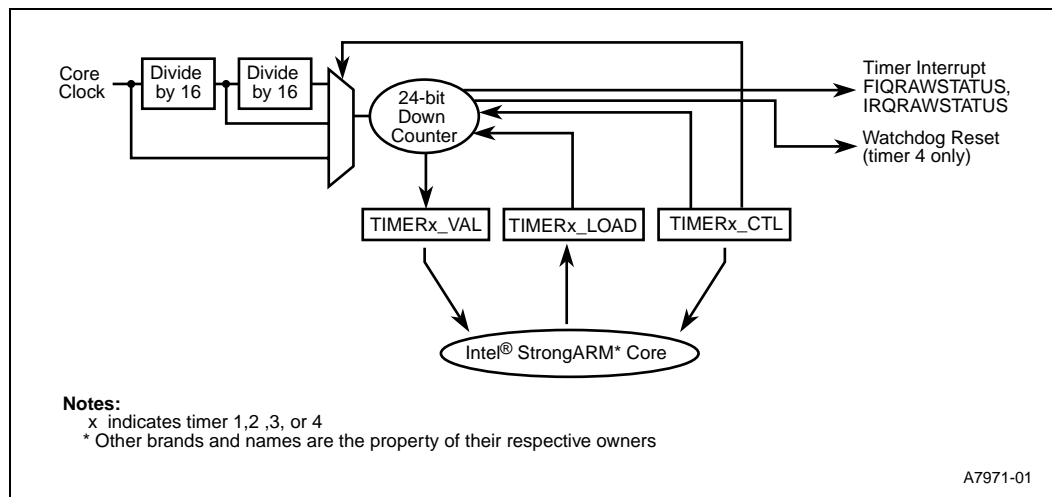 Core
Clock
Divide
by 16
Divide
by 16
24-bit
Down
Counter
Timer Interrupt
FIQRAWSTATUS,
IRQRAWSTATUS
Watchdog Reset
(timer 4 only)
TIMERx_VAL
TIMERx_LOAD
TIMERx_CTL
Intel® StrongARM* Core
Notes:
x indicates timer 1,2 ,3, or 4
* Other brands and names are the property of their respective owners
A7971-01